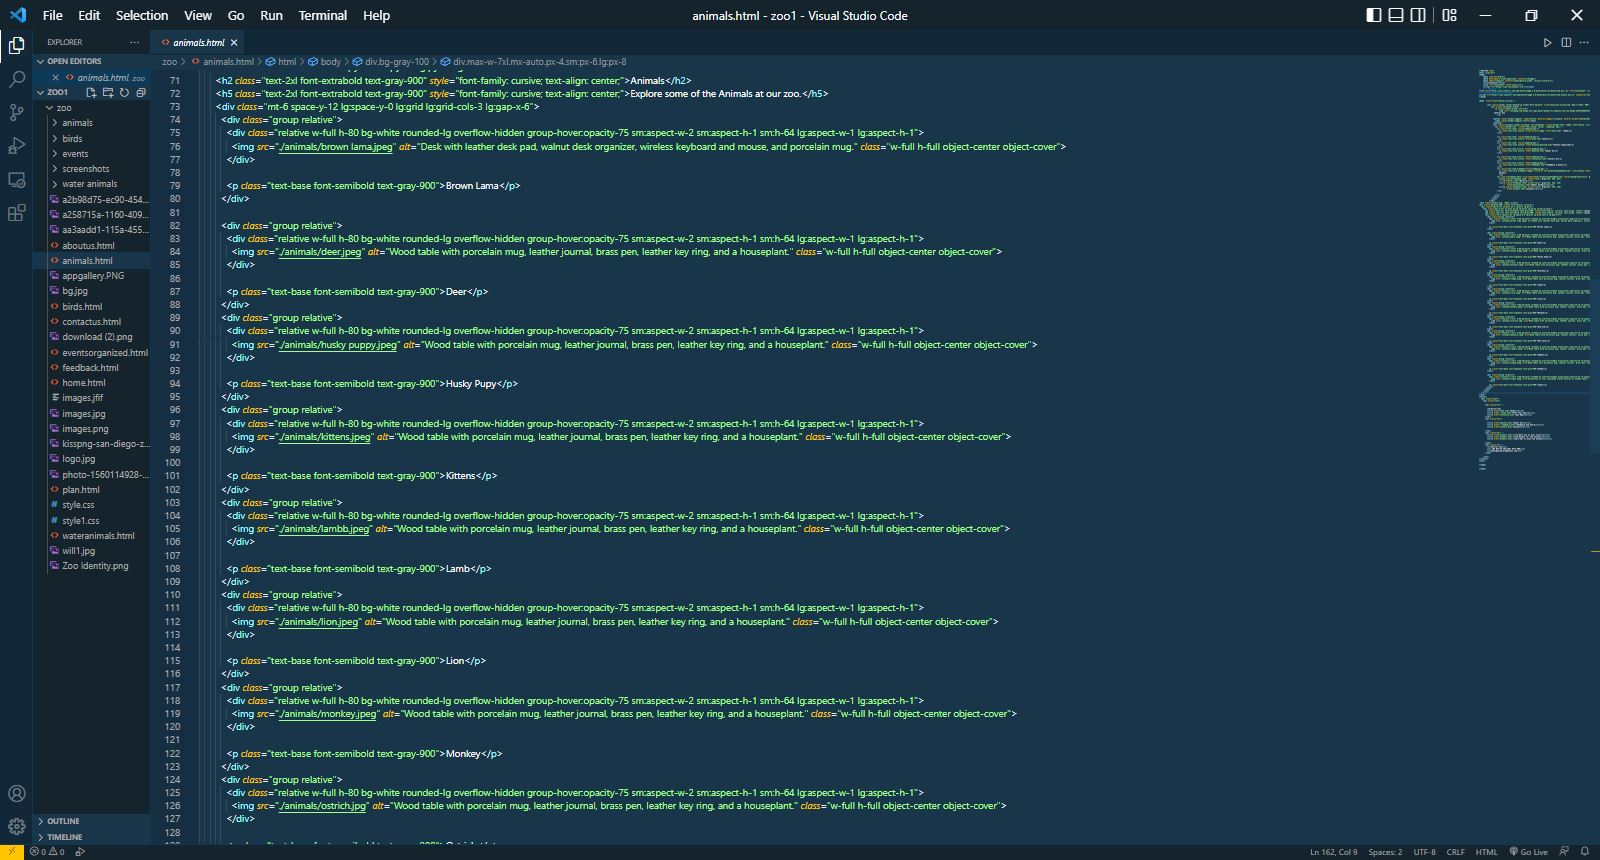 File Edit Selection View Go Run Terminal Help
animals.html - zoo1 - Visual Studio Code
EXPLORER
OPEN EDITORS
animals.html zoo
ZOO1
zoo
animals
birds
events
screenshots
water animals
a2b98d75-ec90-454...
a258715a-1160-409...
aa3aadd1-115a-455...
aboutus.html
animals.html
appgallery.PNG
bg.jpg
birds.html
contactus.html
download (2).png
eventsorganized.html
feedback.html
home.html
images.jfif
images.jpg
images.png
kisspng-san-diego-z...
logo.jpg
photo-1560114928-...
plan.html
style.css
style1.css
wateranimals.html
will1.jpg
Zoo Identity.png
OUTLINE
TIMELINE
animals.html
zoo > animals.html > html > body > div.bg-gray-100 > div.max-w-7xl.mx-auto.px-4.sm:px-6.lg:px-8
71 <h2 class="text-2xl font-extrabold text-gray-900" style="font-family: cursive; text-align: center;">Animals</h2>
72 <h5 class="text-2xl font-extrabold text-gray-900" style="font-family: cursive; text-align: center;">Explore some of the Animals at our zoo.</h5>
73 <div class="mt-6 space-y-12 lg:space-y-0 lg:grid lg:grid-cols-3 lg:gap-x-6">
74 <div class="group relative">
75 <div class="relative w-full h-80 bg-white rounded-lg overflow-hidden group-hover:opacity-75 sm:aspect-w-2 sm:aspect-h-1 sm:h-64 lg:aspect-w-1 lg:aspect-h-1">
76 <img src="./animals/brown lama.jpeg" alt="Desk with leather desk pad, walnut desk organizer, wireless keyboard and mouse, and porcelain mug." class="w-full h-full object-center object-cover">
77 </div>
78
79 <p class="text-base font-semibold text-gray-900">Brown Lama</p>
80 </div>
81
82 <div class="group relative">
83 <div class="relative w-full h-80 bg-white rounded-lg overflow-hidden group-hover:opacity-75 sm:aspect-w-2 sm:aspect-h-1 sm:h-64 lg:aspect-w-1 lg:aspect-h-1">
84 <img src="./animals/deer.jpeg" alt="Wood table with porcelain mug, leather journal, brass pen, leather key ring, and a houseplant." class="w-full h-full object-center object-cover">
85 </div>
86
87 <p class="text-base font-semibold text-gray-900">Deer</p>
88 </div>
89 <div class="group relative">
90 <div class="relative w-full h-80 bg-white rounded-lg overflow-hidden group-hover:opacity-75 sm:aspect-w-2 sm:aspect-h-1 sm:h-64 lg:aspect-w-1 lg:aspect-h-1">
91 <img src="./animals/husky puppy.jpeg" alt="Wood table with porcelain mug, leather journal, brass pen, leather key ring, and a houseplant." class="w-full h-full object-center object-cover">
92 </div>
93
94 <p class="text-base font-semibold text-gray-900">Husky Pupy</p>
95 </div>
96 <div class="group relative">
97 <div class="relative w-full h-80 bg-white rounded-lg overflow-hidden group-hover:opacity-75 sm:aspect-w-2 sm:aspect-h-1 sm:h-64 lg:aspect-w-1 lg:aspect-h-1">
98 <img src="./animals/kittens.jpeg" alt="Wood table with porcelain mug, leather journal, brass pen, leather key ring, and a houseplant." class="w-full h-full object-center object-cover">
99 </div>
100
101 <p class="text-base font-semibold text-gray-900">Kittens</p>
102 </div>
103 <div class="group relative">
104 <div class="relative w-full h-80 bg-white rounded-lg overflow-hidden group-hover:opacity-75 sm:aspect-w-2 sm:aspect-h-1 sm:h-64 lg:aspect-w-1 lg:aspect-h-1">
105 <img src="./animals/lambb.jpeg" alt="Wood table with porcelain mug, leather journal, brass pen, leather key ring, and a houseplant." class="w-full h-full object-center object-cover">
106 </div>
107
108 <p class="text-base font-semibold text-gray-900">Lamb</p>
109 </div>
110 <div class="group relative">
111 <div class="relative w-full h-80 bg-white rounded-lg overflow-hidden group-hover:opacity-75 sm:aspect-w-2 sm:aspect-h-1 sm:h-64 lg:aspect-w-1 lg:aspect-h-1">
112 <img src="./animals/lion.jpeg" alt="Wood table with porcelain mug, leather journal, brass pen, leather key ring, and a houseplant." class="w-full h-full object-center object-cover">
113 </div>
114
115 <p class="text-base font-semibold text-gray-900">Lion</p>
116 </div>
117 <div class="group relative">
118 <div class="relative w-full h-80 bg-white rounded-lg overflow-hidden group-hover:opacity-75 sm:aspect-w-2 sm:aspect-h-1 sm:h-64 lg:aspect-w-1 lg:aspect-h-1">
119 <img src="./animals/monkey.jpeg" alt="Wood table with porcelain mug, leather journal, brass pen, leather key ring, and a houseplant." class="w-full h-full object-center object-cover">
120 </div>
121
122 <p class="text-base font-semibold text-gray-900">Monkey</p>
123 </div>
124 <div class="group relative">
125 <div class="relative w-full h-80 bg-white rounded-lg overflow-hidden group-hover:opacity-75 sm:aspect-w-2 sm:aspect-h-1 sm:h-64 lg:aspect-w-1 lg:aspect-h-1">
126 <img src="./animals/ostrich.jpg" alt="Wood table with porcelain mug, leather journal, brass pen, leather key ring, and a houseplant." class="w-full h-full object-center object-cover">
127 </div>
128
0 0
Ln 162, Col 9 Spaces: 2 UTF-8 CRLF HTML Go Live